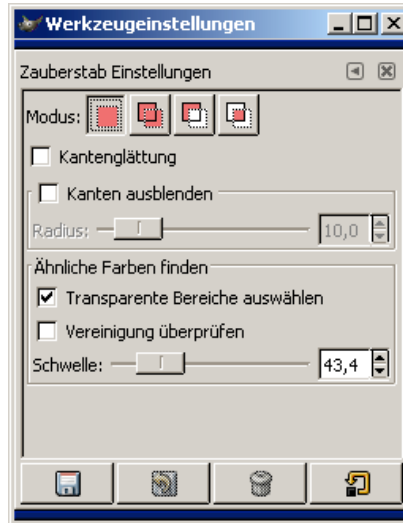 Werkzeugeinstellungen
Zauberstab Einstellungen
Modus:
Kantenglättung
Kanten ausblenden
Radius: 10,0
Ähnliche Farben finden
Transparente Bereiche auswählen
Vereinigung überprüfen
Schwelle: 43,4